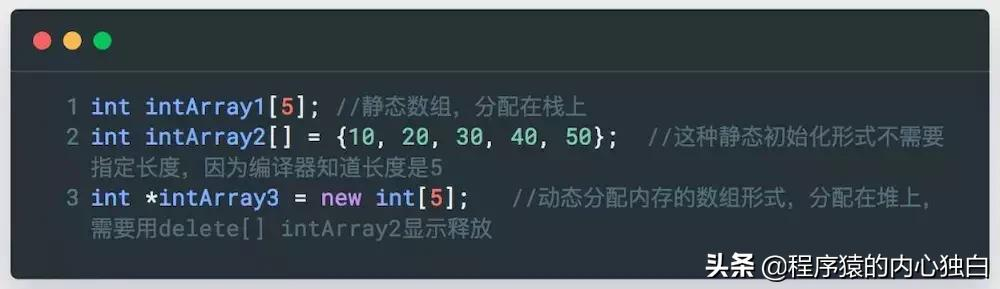 1 int intArray1[5]; //静态数组，分配在栈上
2 int intArray2[] = {10, 20, 30, 40, 50};  //这种静态初始化形式不需要
指定长度，因为编译器知道长度是5
3 int *intArray3 = new int[5];   //动态分配内存的数组形式，分配在堆上，
需要用delete[] intArray2显示释放
头条 @程序猿的内心独白